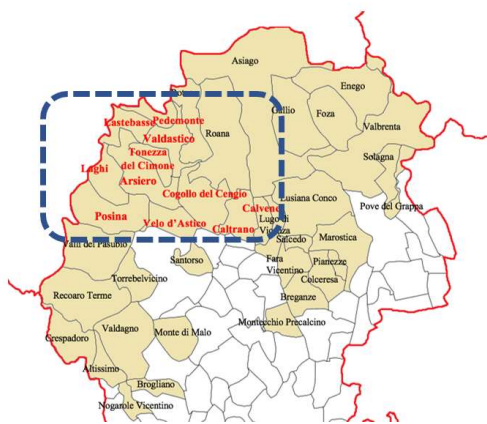 Asiago
Enego
Gallio
Foza
Valbrenta
Roana
Lastebasse
Pedemonte
Valdastico
Tonezza
del Cimone
Laghi
Arsiero
Solagna
Cogollo del Cengio
Calvene
Lusiana Conco
Pove del Grappa
Posina
Velo d'Astico
Caltrano
Lugo di
Vicenza
Salcedo
Marostica
Valli del Pasubio
Santorso
Fara
Vicentino
Pianezze
Colceresa
Torrebelvicino
Breganze
Recoaro Terme
Montecchio Precalcino
Valdagno
Monte di Malo
Crespadoro
Altissimo
Brogliano
Nogarole Vicentino